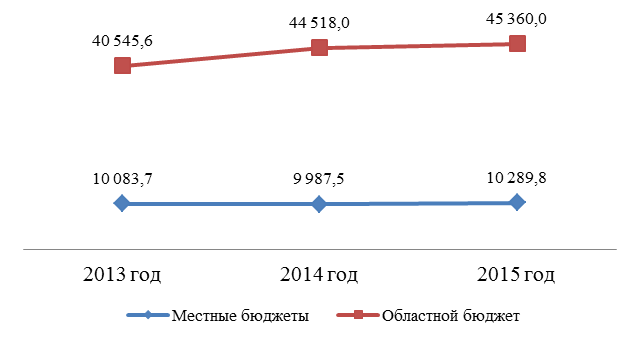 40 545,6 44 518,0 45 360,0
10 083,7 9 987,5 10 289,8
2013 год 2014 год 2015 год
Местные бюджеты Областной бюджет